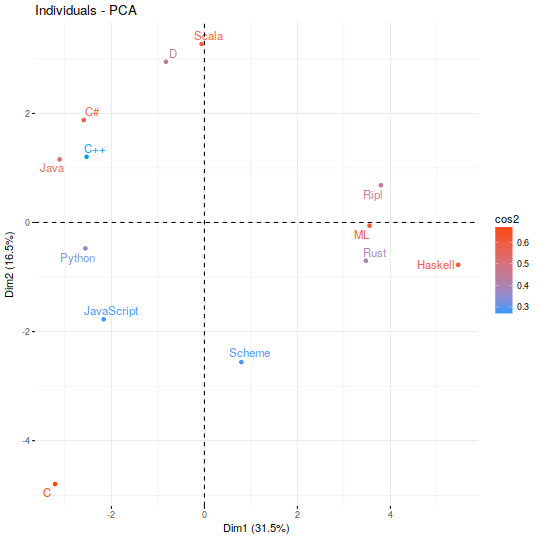 Individuals - PCA
Scala
D
C#
C++
Java
Ripl
ML
Python
Rust
Haskell
JavaScript
Scheme
C
2
0
-2
-4
-2
0
2
4
Dim1 (31.5%)
Dim2 (16.5%)
cos2
0.6
0.5
0.4
0.3